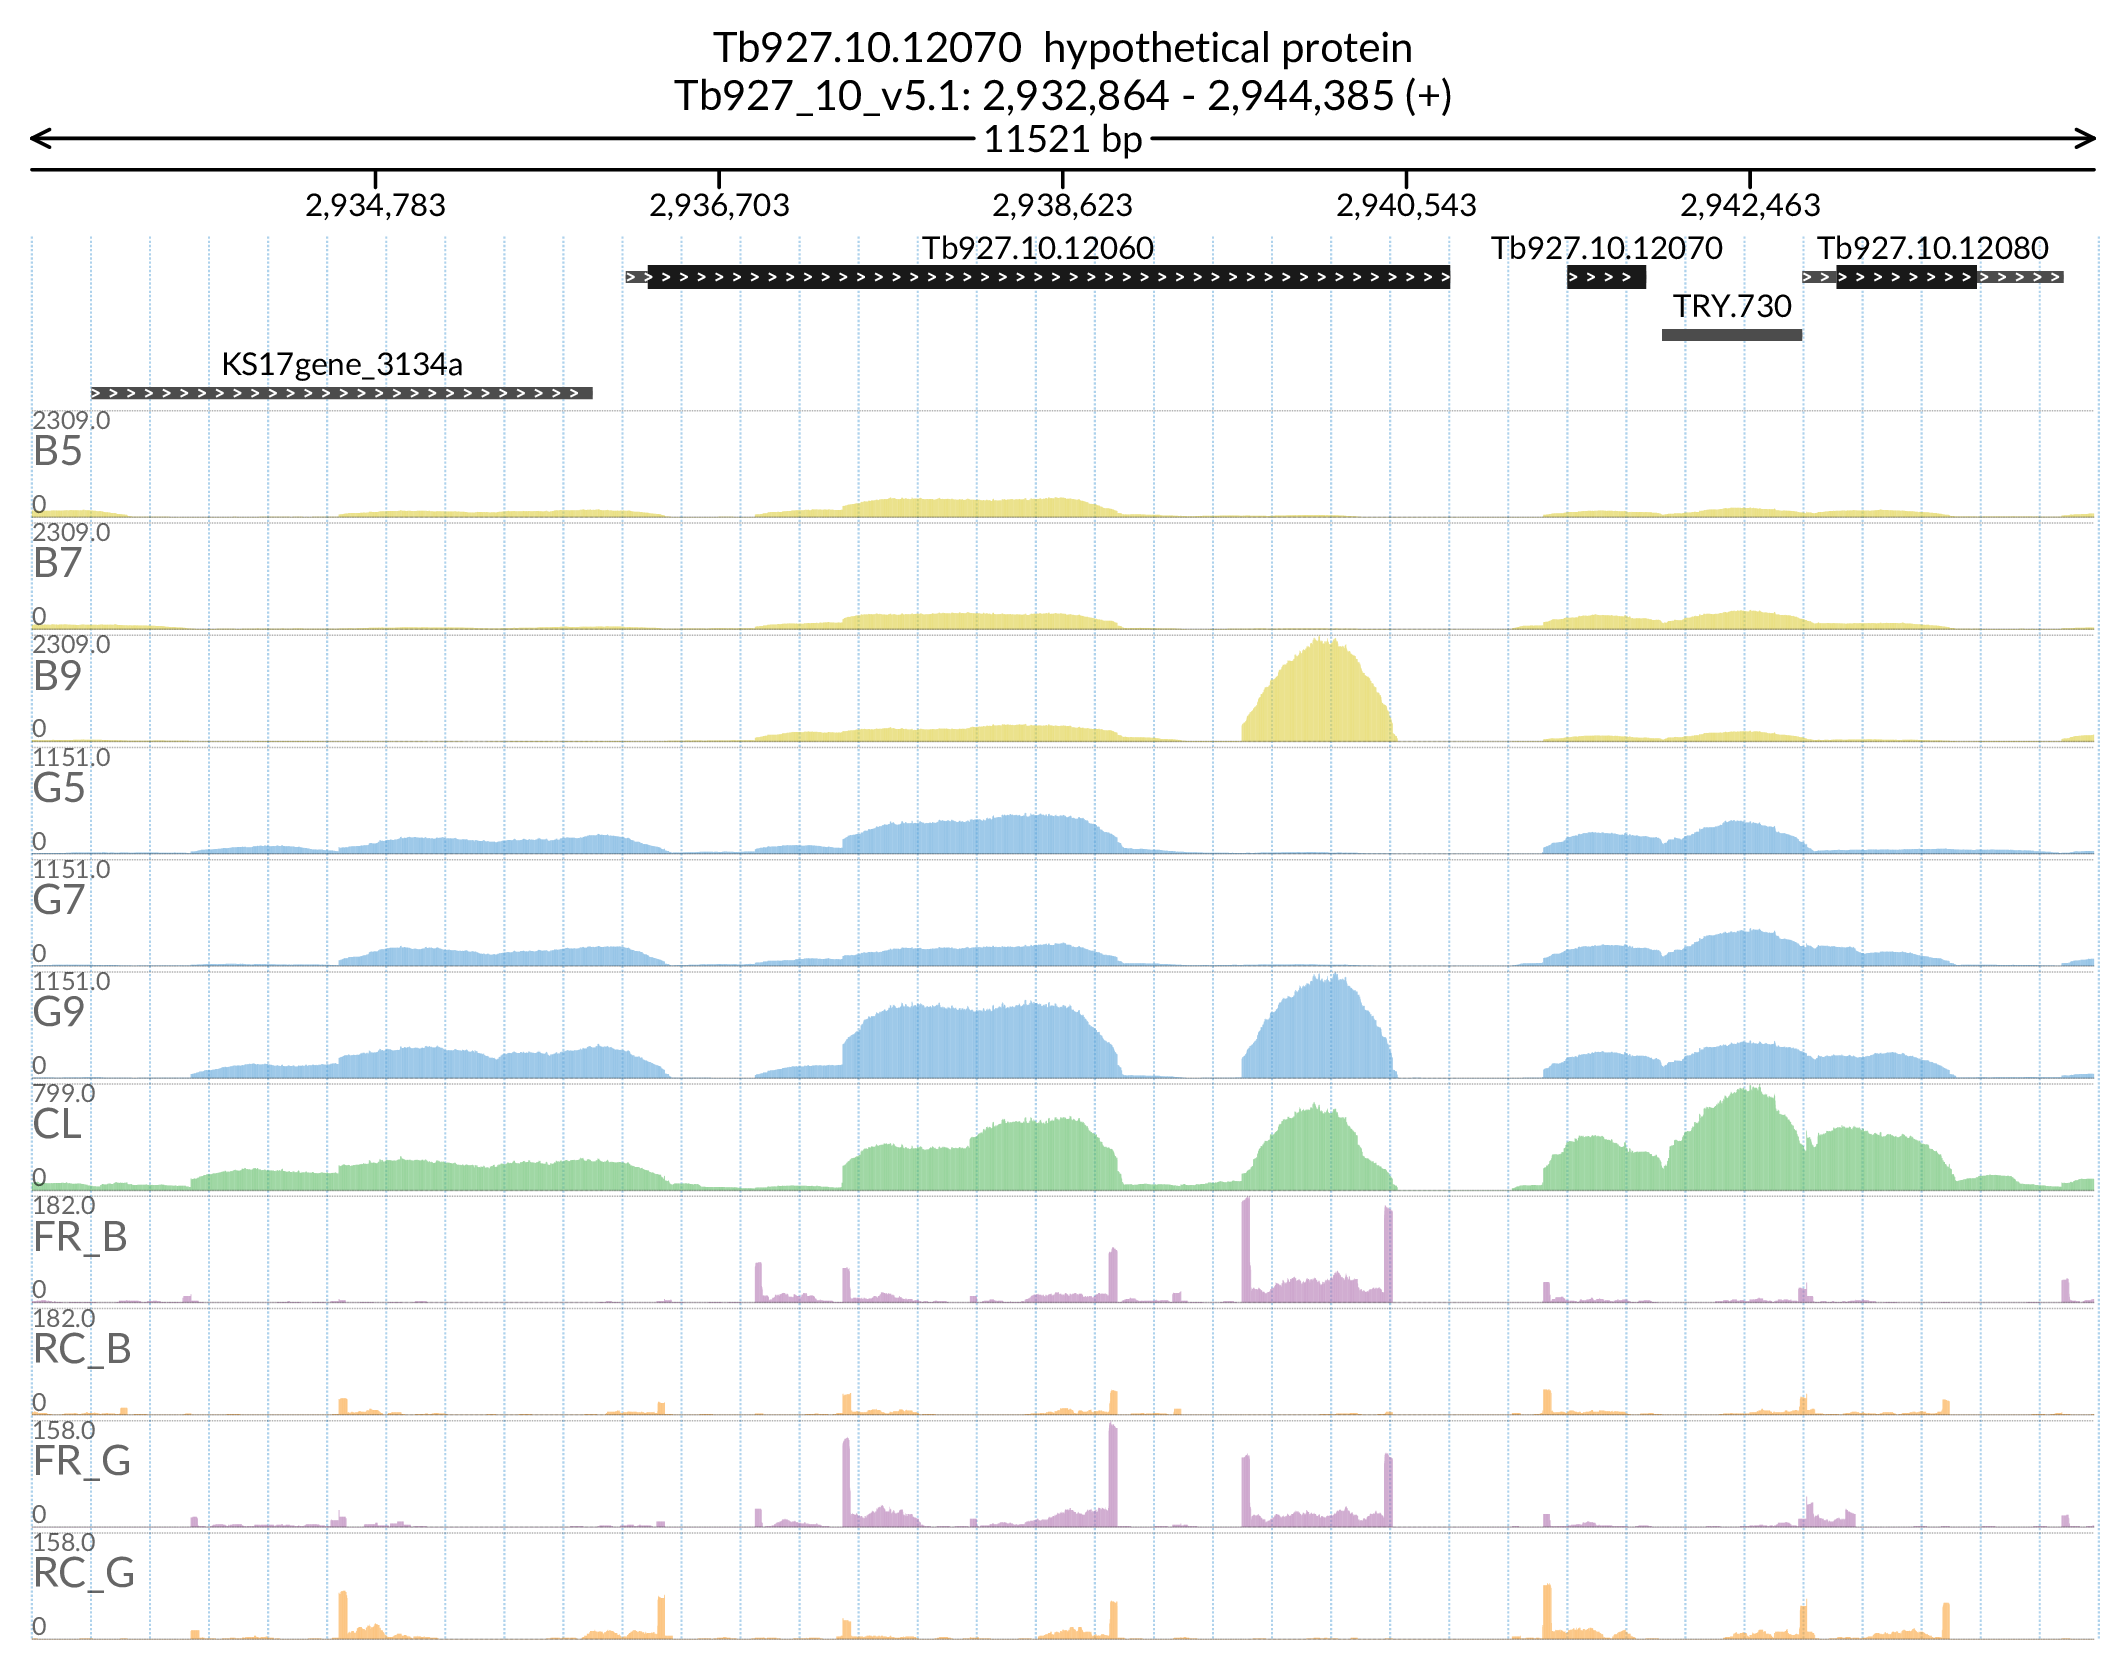 Tb927.10.12070 hypothetical protein
Tb927_10_v5.1: 2,932,864 - 2,944,385 (+)
11521 bp
2,934,783 2,936,703 2,938,623 2,940,543 2,942,463
Tb927.10.12060 Tb927.10.12070 Tb927.10.12080
TRY.730
KS17gene_3134a
2309.0
B5
0
2309.0
B7
0
2309.0
B9
0
1151.0
G5
0
1151.0
G7
0
1151.0
G9
0
799.0
CL
0
182.0
FR_B
0
182.0
RC_B
0
158.0
FR_G
0
158.0
RC_G
0